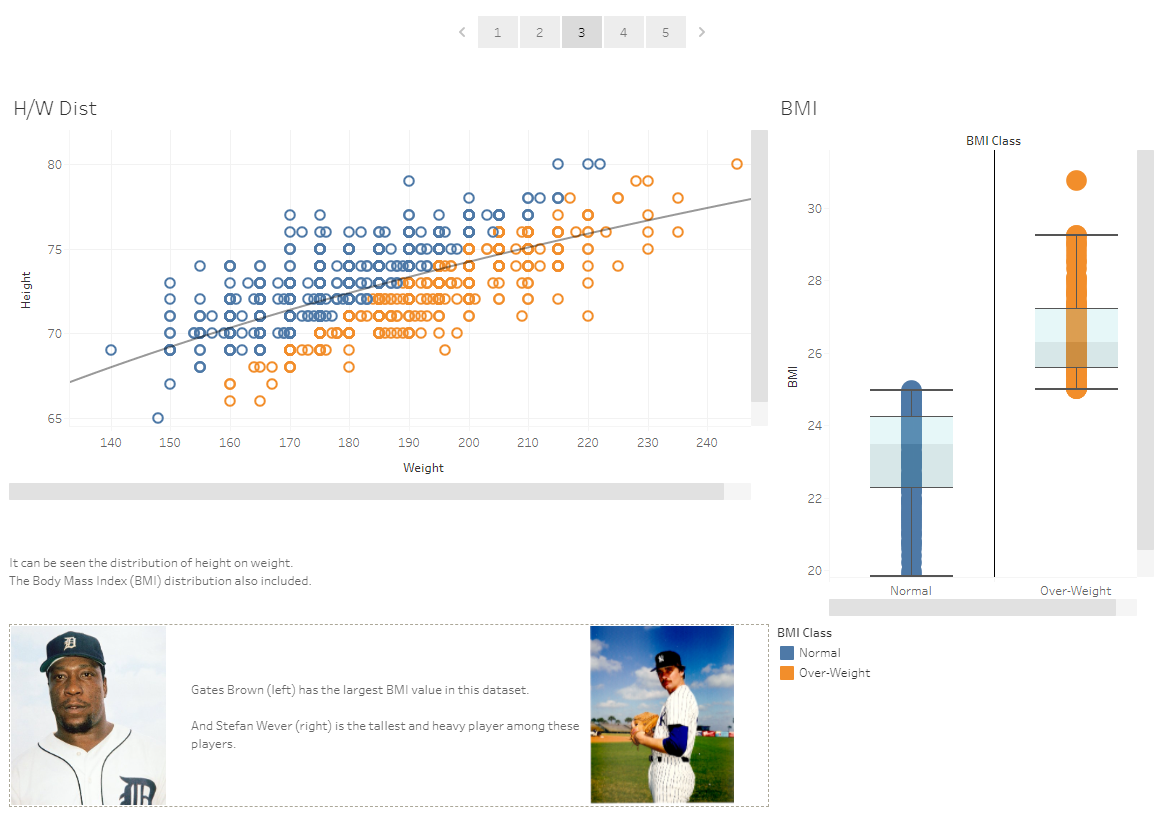 1 2 3 4 5
H/W Dist
BMI
BMI Class
80
75
70
65
Height
140 150 160 170 180 190 200 210 220 230 240
Weight
30
28
26
24
22
20
BMI
Normal Over-Weight
It can be seen the distribution of height on weight.
The Body Mass Index (BMI) distribution also included.
Gates Brown (left) has the largest BMI value in this dataset.
And Stefan Wever (right) is the tallest and heavy player among these
players.
BMI Class
Normal
Over-Weight